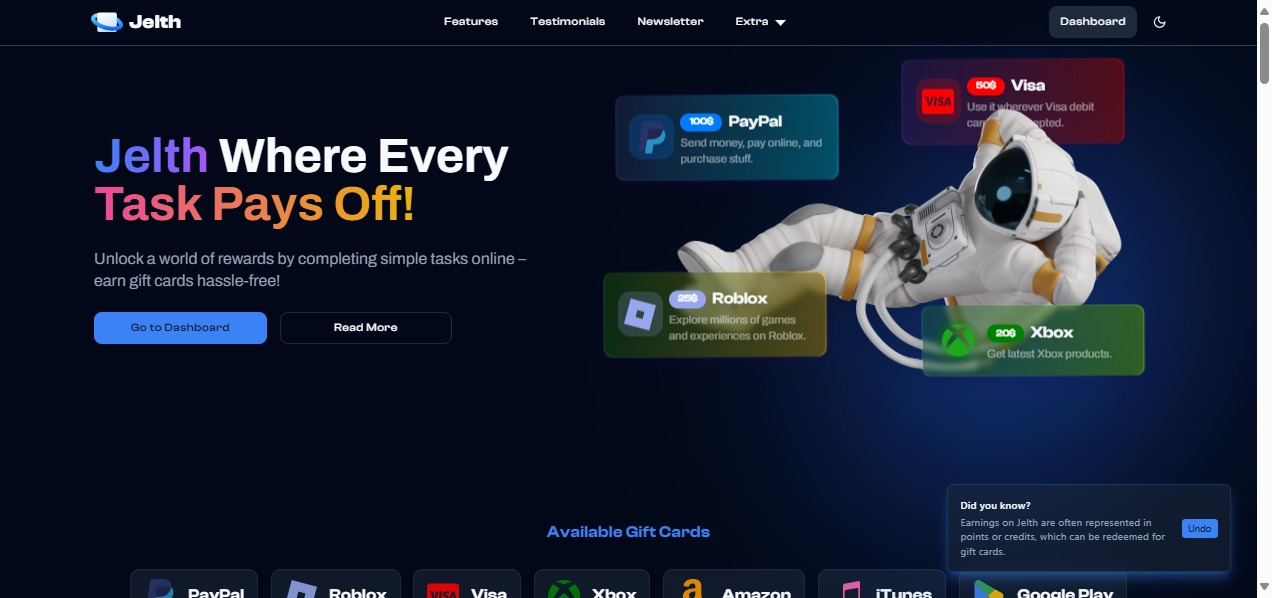 Jelth
Features
Testimonials
Newsletter
Extra
Dashboard
Jelth Where Every
Task Pays Off!
Unlock a world of rewards by completing simple tasks online –
earn gift cards hassle-free!
Go to Dashboard
Read More
100$ PayPal
Send money, pay online, and
purchase stuff.
VISA
50$ Visa
Use it wherever Visa debit
25$ Roblox
Explore millions of games
and experiences on Roblox.
20$ Xbox
Get latest Xbox products.
Available Gift Cards
Did you know?
Earnings on Jelth are often represented in
points or credits, which can be redeemed for
gift cards.
Undo
PayPal
Roblox
VISA
Visa
Xbox
Amazon
iTunes
Google Play